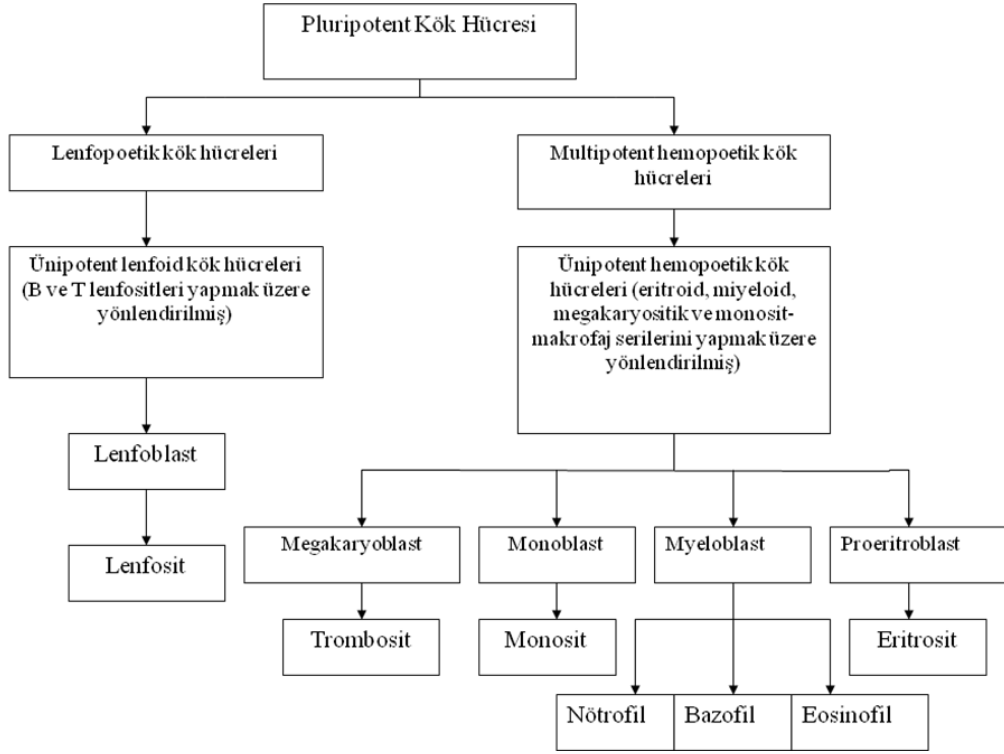 Pluripotent Kök Hücresi
Lenfopoetik kök hücreleri
Multipotent hemopoetik kök
hücreleri
Ünipotent lenfoid kök hücreleri
(B ve T lenfositleri yapmak üzere
yönlendirilmiş)
Ünipotent hemopoetik kök
hücreleri (eritroid, miyeloid,
megakaryositik ve monosit-
makrofaj serilerini yapmak üzere
yönlendirilmiş)
Lenfoblast
Lenfosit
Megakaryoblast
Monoblast
Myeloblast
Proeritroblast
Trombosit
Monosit
Eritrosit
Nötrofil
Bazofil
Eosinofil